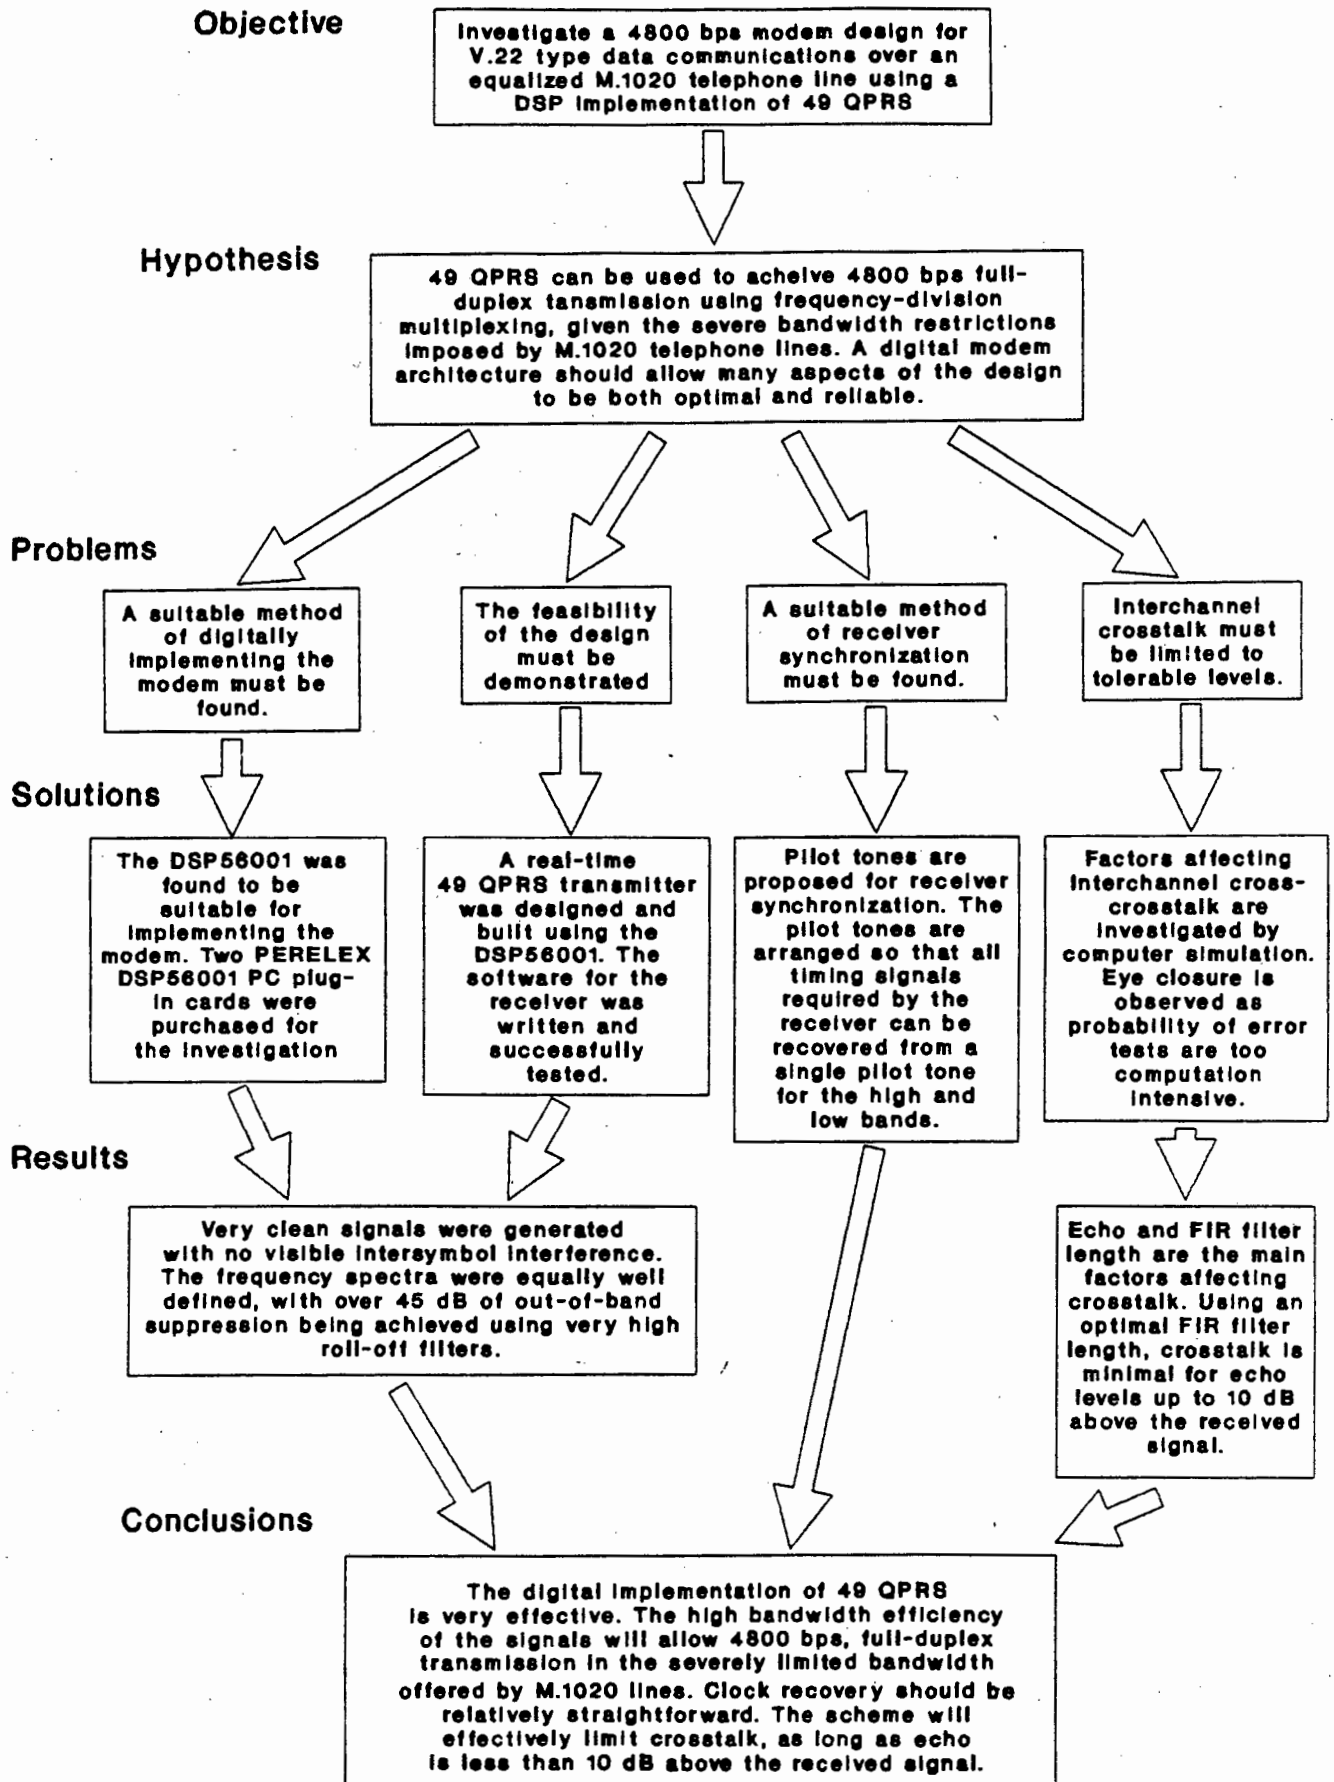 Objective
Investigate a 4800 bps modem design for
V.22 type data communications over an
equalized M.1020 telephone line using a
DSP implementation of 49 QPRS
Hypothesis
49 QPRS can be used to acheive 4800 bps full-
duplex tansmission using frequency-division
multiplexing, given the severe bandwidth restrictions
imposed by M.1020 telephone lines. A digital modem
architecture should allow many aspects of the design
to be both optimal and reliable.
Problems
A suitable method
of digitally
implementing the
modem must be
found.
The feasibility
of the design
must be
demonstrated
A suitable method
of receiver
synchronization
must be found.
Interchannel
crosstalk must
be limited to
tolerable levels.
Solutions
The DSP56001 was
found to be
suitable for
implementing the
modem. Two PERELEX
DSP56001 PC plug-
in cards were
purchased for
the investigation
A real-time
49 QPRS transmitter
was designed and
built using the
DSP56001. The
software for the
receiver was
written and
successfully
tested.
Pilot tones are
proposed for receiver
synchronization. The
pilot tones are
arranged so that all
timing signals
required by the
receiver can be
recovered from a
single pilot tone
for the high and
low bands.
Factors affecting
interchannel cross-
crosstalk are
investigated by
computer simulation.
Eye closure is
observed as
probability of error
tests are too
computation
intensive.
Results
Very clean signals were generated
with no visible intersymbol interference.
The frequency spectra were equally well
defined, with over 45 dB of out-of-band
suppression being achieved using very high
roll-off filters.
Echo and FIR filter
length are the main
factors affecting
crosstalk. Using an
optimal FIR filter
length, crosstalk is
minimal for echo
levels up to 10 dB
above the received
signal.
Conclusions
The digital implementation of 49 QPRS
is very effective. The high bandwidth efficiency
of the signals will allow 4800 bps, full-duplex
transmission in the severely limited bandwidth
offered by M.1020 lines. Clock recovery should be
relatively straightforward. The scheme will
effectively limit crosstalk, as long as echo
is less than 10 dB above the received signal.